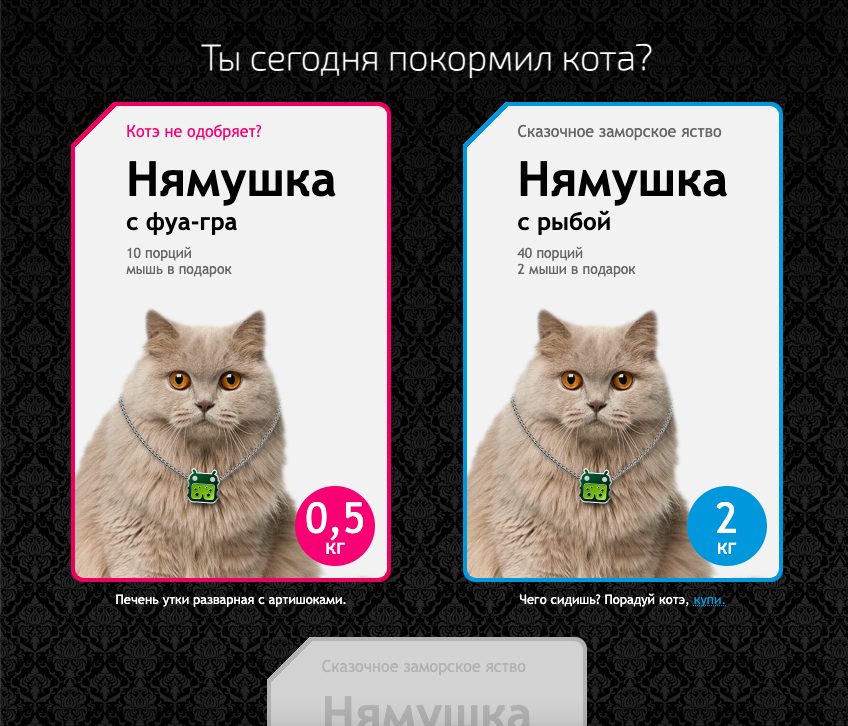 Ты сегодня покормил кота?
Котэ не одобряет?
Нямушка
с фуа-гра
10 порций
мышь в подарок
0,5
кг
Печень утки разварная с артишоками.
Сказочное заморское яство
Нямушка
с рыбой
40 порций
2 мыши в подарок
2
кг
Чего сидишь? Порадуй котэ, купи.
Сказочное заморское яство
Нямушка